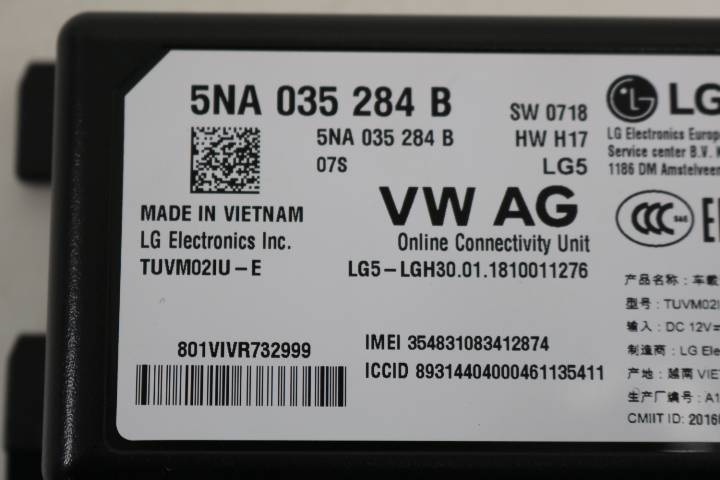 5NA 035 284 B
5NA 035 284 B
07S
SW 0718
HW H17
LG5
LG
LG Electronics Europe
Service center B.V.
1186 DM Amstelveen
MADE IN VIETNAM
LG Electronics Inc.
TUVM02IU-E
VW AG
Online Connectivity Unit
LG5-LGH30.01.1810011276
CCC
产品名称: 车载
型号: TUVM02I
输入: DC 12V=
制造商: LG Ele
产地: 越南 VIET
生产厂编号: A1
CMIIT ID: 2016
801VIVR732999
IMEI 354831083412874
ICCID 89314404000461135411